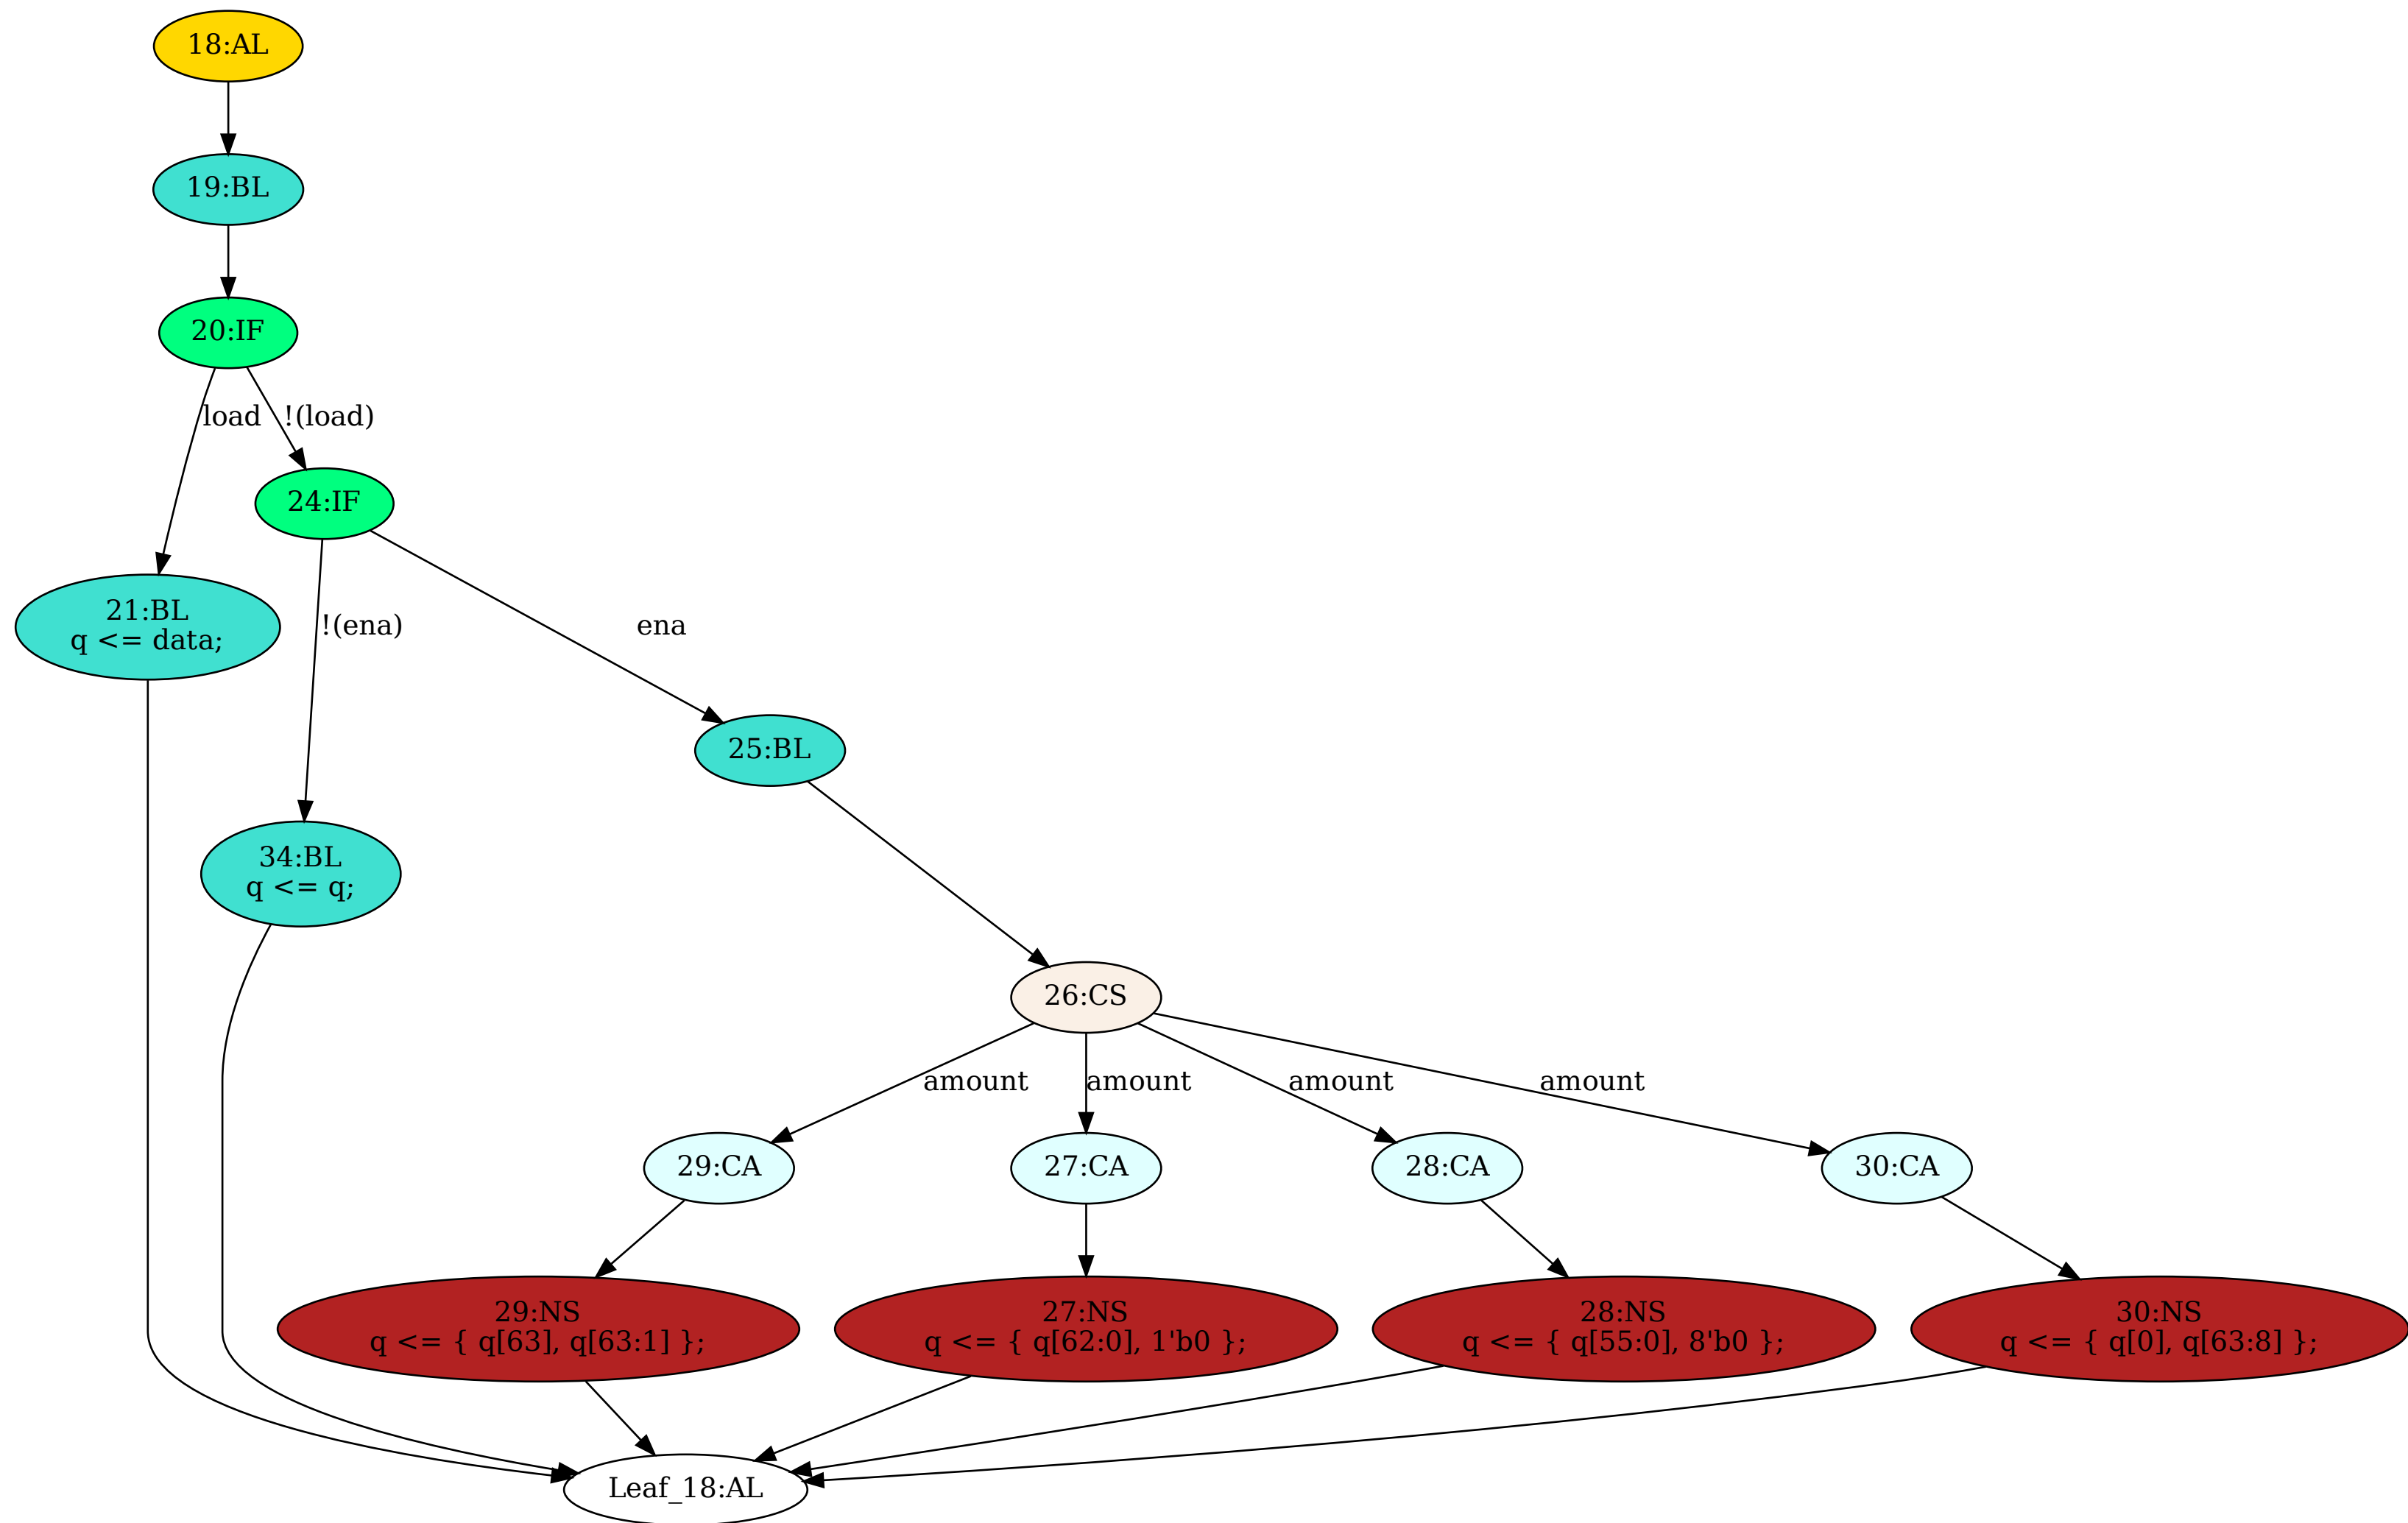 18:AL
19:BL
20:IF
load
!(load)
24:IF
21:BL
q <= data;
!(ena)
ena
25:BL
34:BL
q <= q;
26:CS
amount
amount
amount
amount
29:CA
27:CA
28:CA
30:CA
29:NS
q <= { q[63], q[63:1] };
27:NS
q <= { q[62:0], 1'b0 };
28:NS
q <= { q[55:0], 8'b0 };
30:NS
q <= { q[0], q[63:8] };
Leaf_18:AL